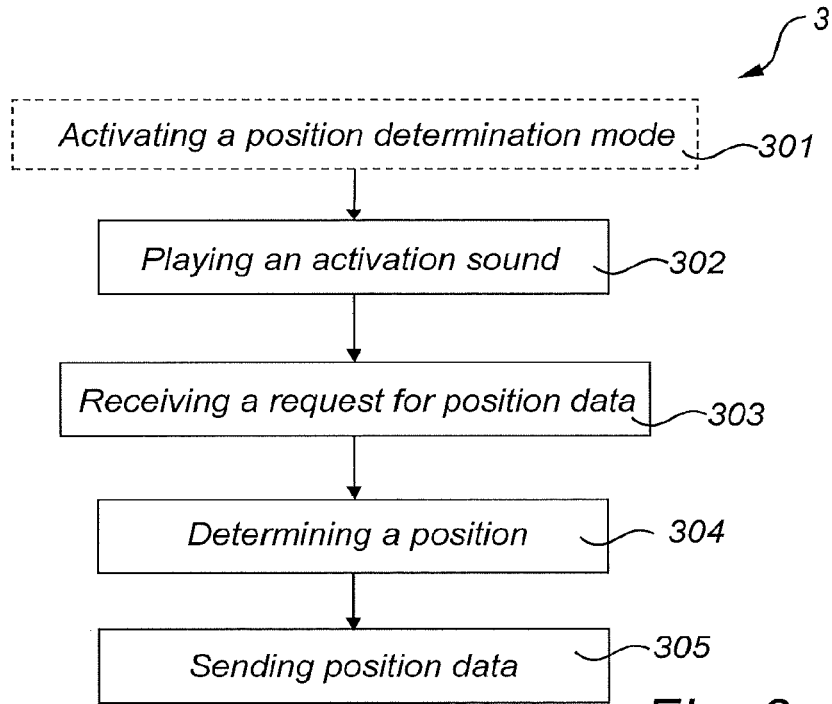 3
Activating a position determination mode
301
Playing an activation sound
302
Receiving a request for position data
303
Determining a position
304
Sending position data
305